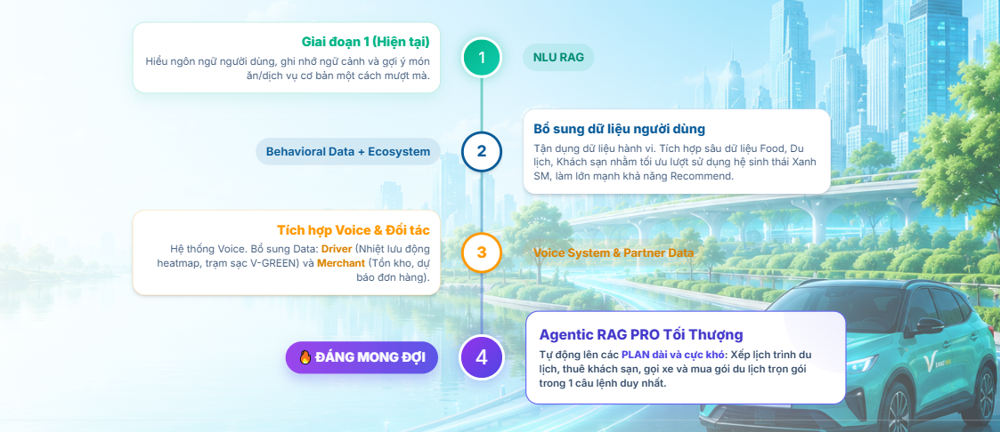 Giai đoạn 1 (Hiện tại)
Hiểu ngôn ngữ người dùng, ghi nhớ ngữ cảnh và gợi ý món
ăn/dịch vụ cơ bản một cách mượt mà.
1
NLU RAG
Behavioral Data + Ecosystem
2
Bổ sung dữ liệu người dùng
Tận dụng dữ liệu hành vi. Tích hợp sâu dữ liệu Food, Du
lịch, Khách sạn nhằm tối ưu lượt sử dụng hệ sinh thái Xanh
SM, làm lớn mạnh khả năng Recommend.
Tích hợp Voice & Đối tác
Hệ thống Voice. Bổ sung Data: Driver (Nhiệt lưu động
heatmap, trạm sạc V-GREEN) và Merchant (Tồn kho, dự
báo đơn hàng).
3
Voice System & Partner Data
🔥 ĐÁNG MONG ĐỢI
4
Agentic RAG PRO Tối Thượng
Tự động lên các PLAN dài và cực khó: Xếp lịch trình du
lịch, thuê khách sạn, gọi xe và mua gói du lịch trọn gói
trong 1 câu lệnh duy nhất.